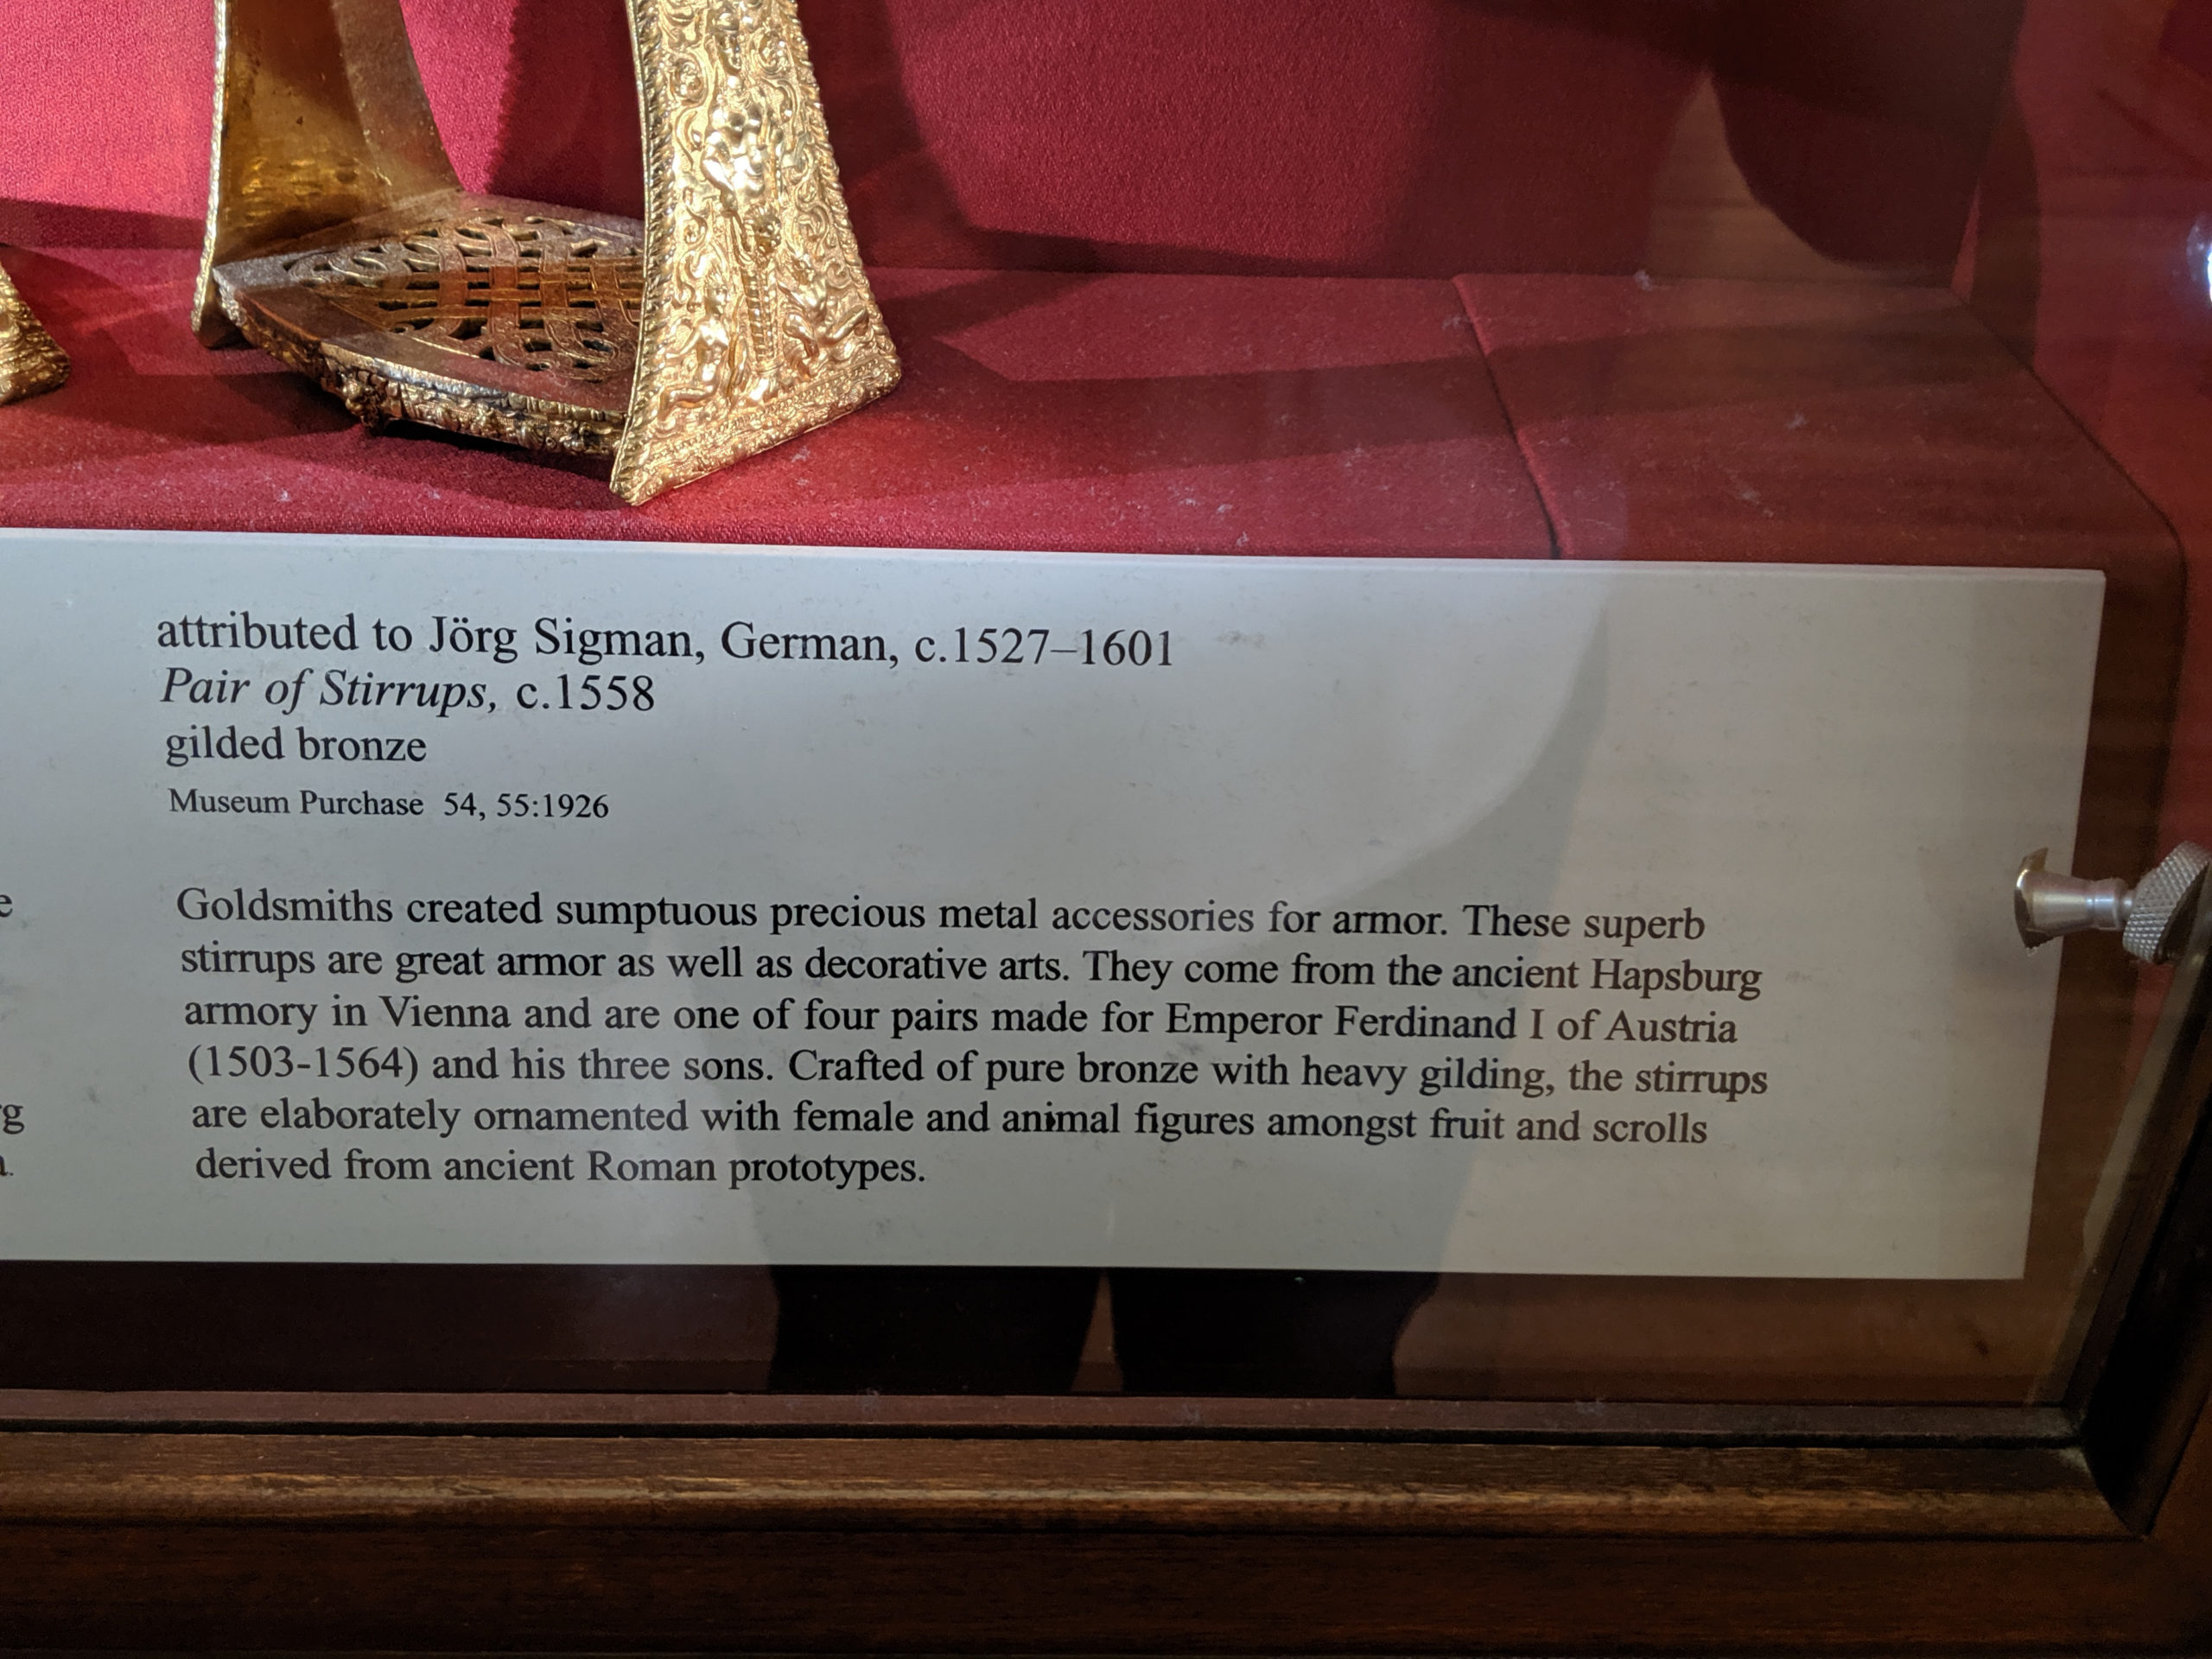 attributed to Jörg Sigman, German, c.1527–1601
Pair of Stirrups, c.1558
gilded bronze
Museum Purchase 54, 55:1926
Goldsmiths created sumptuous precious metal accessories for armor. These superb
stirrups are great armor as well as decorative arts. They come from the ancient Hapsburg
armory in Vienna and are one of four pairs made for Emperor Ferdinand I of Austria
(1503-1564) and his three sons. Crafted of pure bronze with heavy gilding, the stirrups
are elaborately ornamented with female and animal figures amongst fruit and scrolls
derived from ancient Roman prototypes.